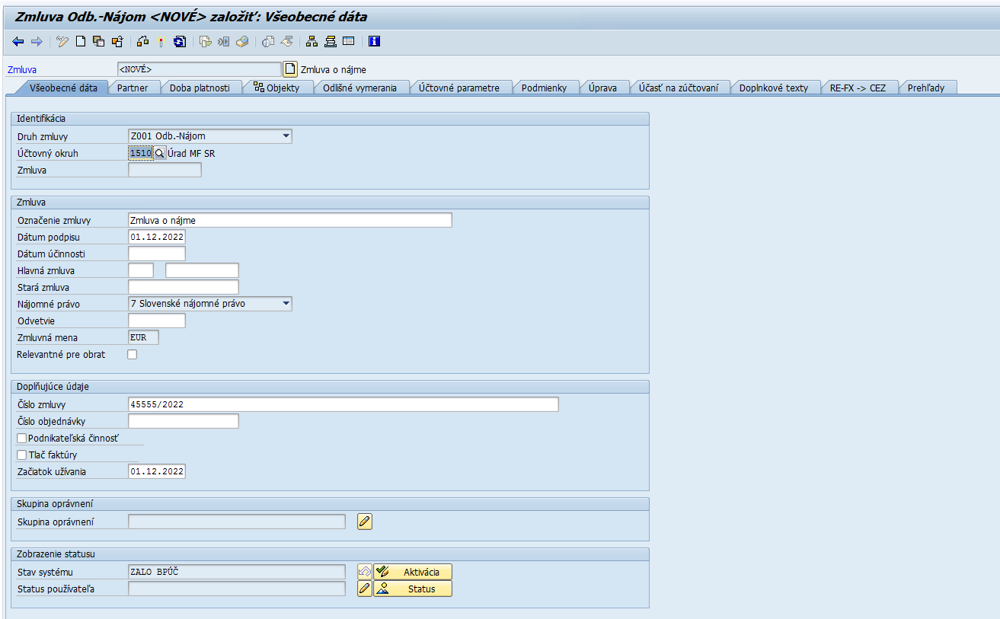 Zmluva Odb.-Nájom <NOVÉ> založiť: Všeobecné dáta
Zmluva <NOVÉ> Zmluva o nájme
Všeobecné dáta Partner Doba platnosti Objekty Odlišné vymerania Účtovné parametre Podmienky Úprava Účasť na zúčtovaní Doplnkové texty RE-FX -> CEZ Prehľady
Identifikácia
Druh zmluvy Z001 Odb.-Nájom
Účtovný okruh 1510 Úrad MF SR
Zmluva
Zmluva
Označenie zmluvy Zmluva o nájme
Dátum podpisu 01.12.2022
Dátum účinnosti
Hlavná zmluva
Stará zmluva
Nájomné právo 7 Slovenské nájomné právo
Odvetvie
Zmluvná mena EUR
Relevantné pre obrat
Doplňujúce údaje
Číslo zmluvy 45555/2022
Číslo objednávky
Podnikateľská činnosť
Tlač faktúry
Začiatok užívania 01.12.2022
Skupina oprávnení
Skupina oprávnení
Zobrazenie statusu
Stav systému ZALO BPÚČ Aktivácia
Status používateľa Status